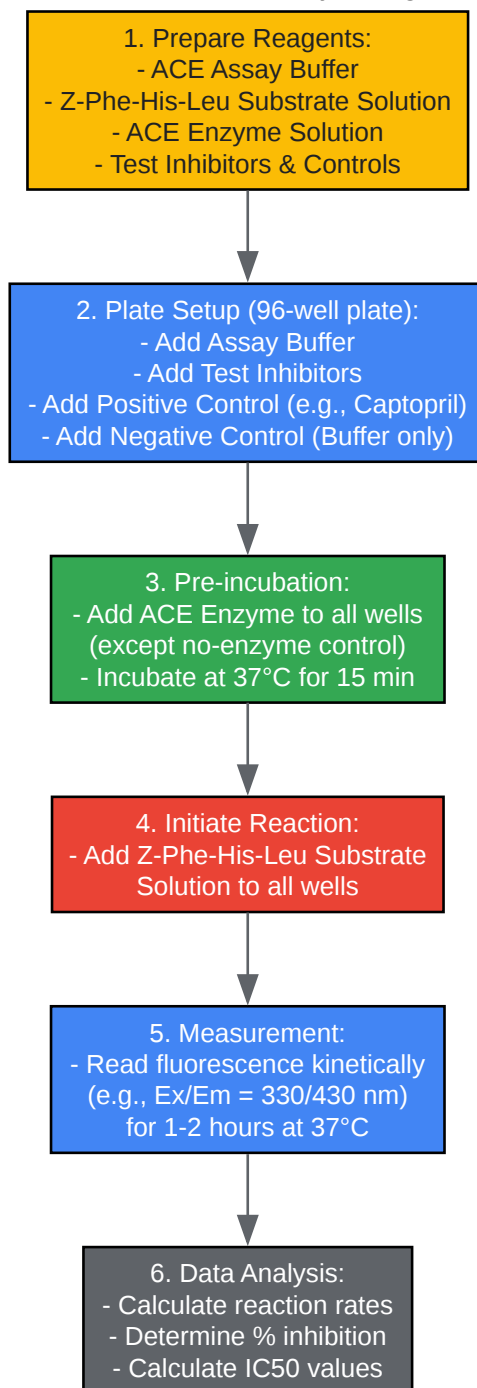 1. Prepare Reagents:
- ACE Assay Buffer
- Z-Phe-His-Leu Substrate Solution
- ACE Enzyme Solution
- Test Inhibitors & Controls
2. Plate Setup (96-well plate):
- Add Assay Buffer
- Add Test Inhibitors
- Add Positive Control (e.g., Captopril)
- Add Negative Control (Buffer only)
3. Pre-incubation:
- Add ACE Enzyme to all wells
(except no-enzyme control)
- Incubate at 37°C for 15 min
4. Initiate Reaction:
- Add Z-Phe-His-Leu Substrate
Solution to all wells
5. Measurement:
- Read fluorescence kinetically
(e.g., Ex/Em = 330/430 nm)
for 1-2 hours at 37°C
6. Data Analysis:
- Calculate reaction rates
- Determine % inhibition
- Calculate IC50 values